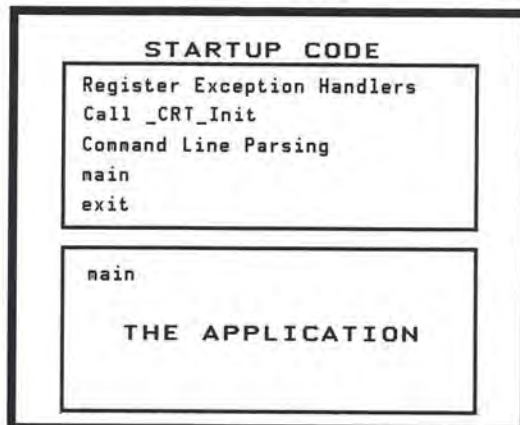 STARTUP CODE
Register Exception Handlers
Call _CRT_Init
Command Line Parsing
main
exit
main
THE APPLICATION